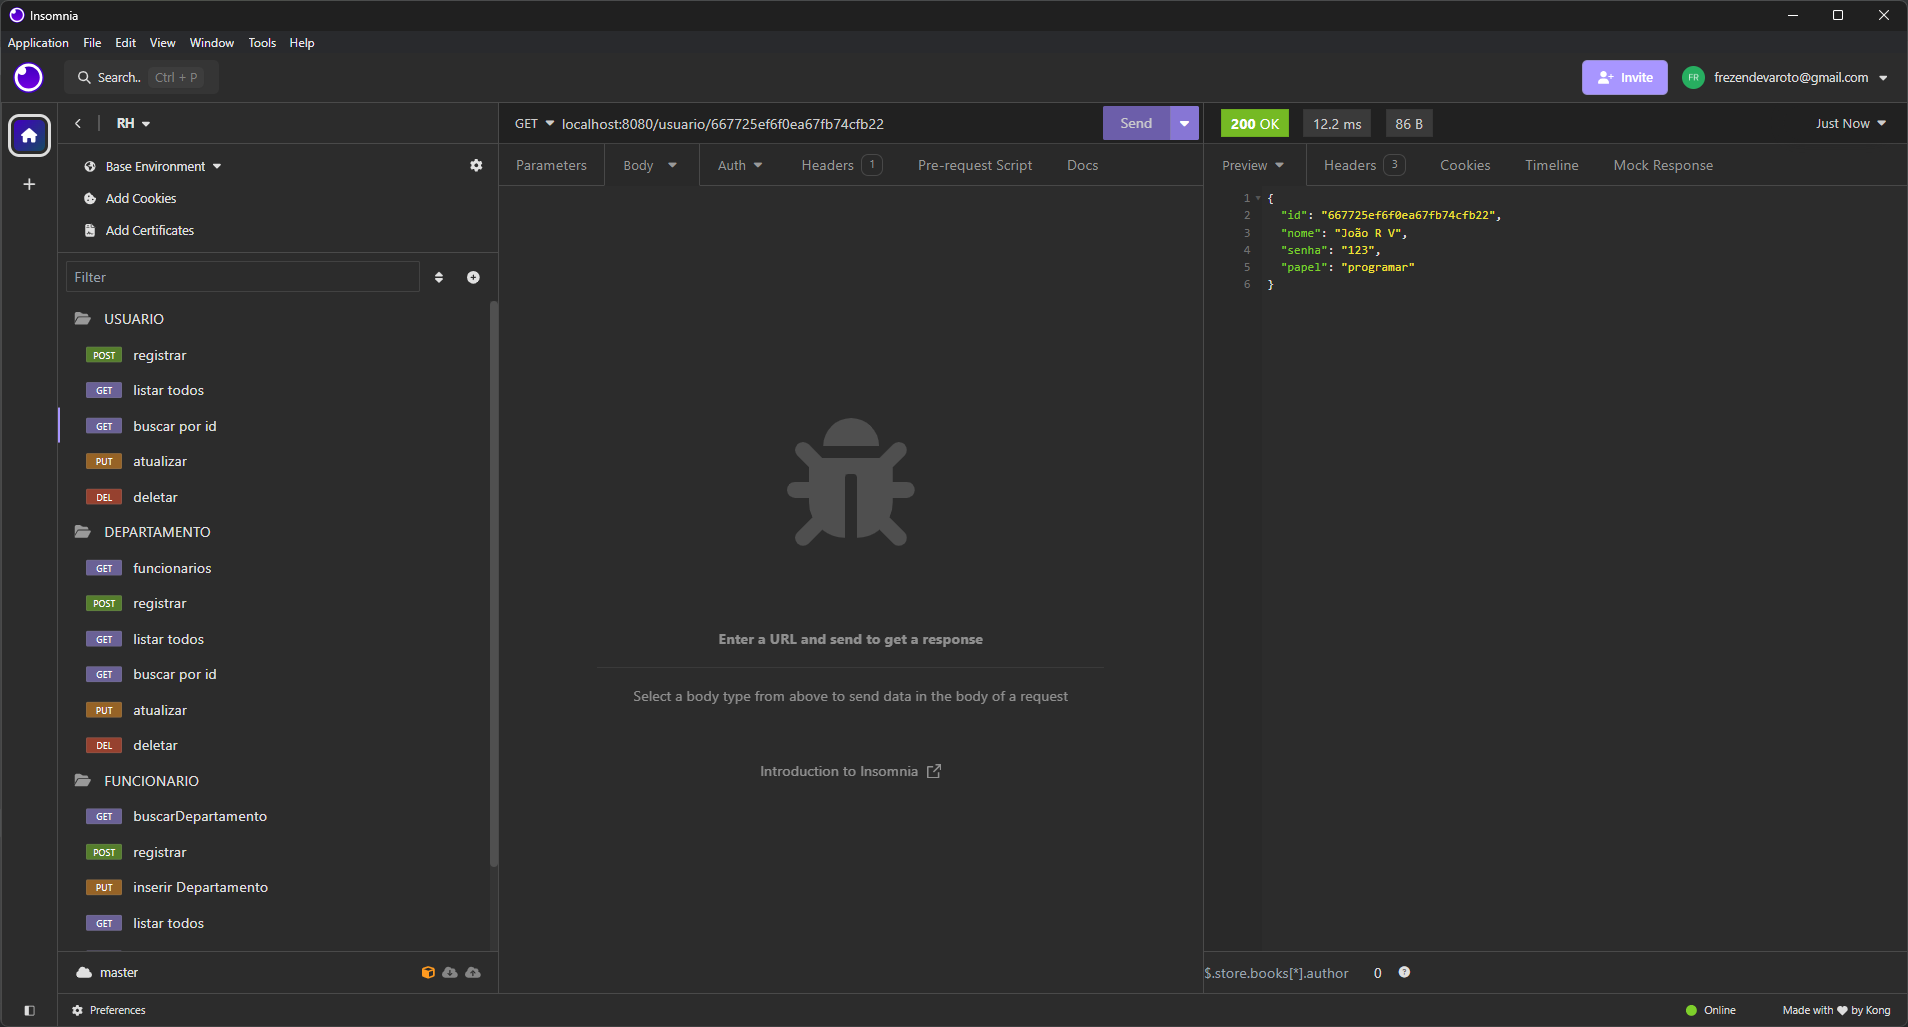 Insomnia
Application File Edit View Window Tools Help
Search.. Ctrl + P
Invite FR frezendevaroto@gmail.com
RH
Base Environment
Add Cookies
Add Certificates
Filter
USUARIO
POST registrar
GET listar todos
GET buscar por id
PUT atualizar
DEL deletar
DEPARTAMENTO
GET funcionarios
POST registrar
GET listar todos
GET buscar por id
PUT atualizar
DEL deletar
FUNCIONARIO
GET buscarDepartamento
POST registrar
PUT inserir Departamento
GET listar todos
master
GET localhost:8080/usuario/667725ef6f0ea67fb74cfb22 Send
Parameters Body Auth Headers 1 Pre-request Script Docs
Enter a URL and send to get a response
Select a body type from above to send data in the body of a request
Introduction to Insomnia
200 OK 12.2 ms 86 B Just Now
Preview Headers 3 Cookies Timeline Mock Response
1 {
2 "id": "667725ef6f0ea67fb74cfb22",
3 "nome": "João R V",
4 "senha": "123",
5 "papel": "programar"
6 }
$.store.books[*].author 0 ?
Preferences Online Made with ♥ by Kong